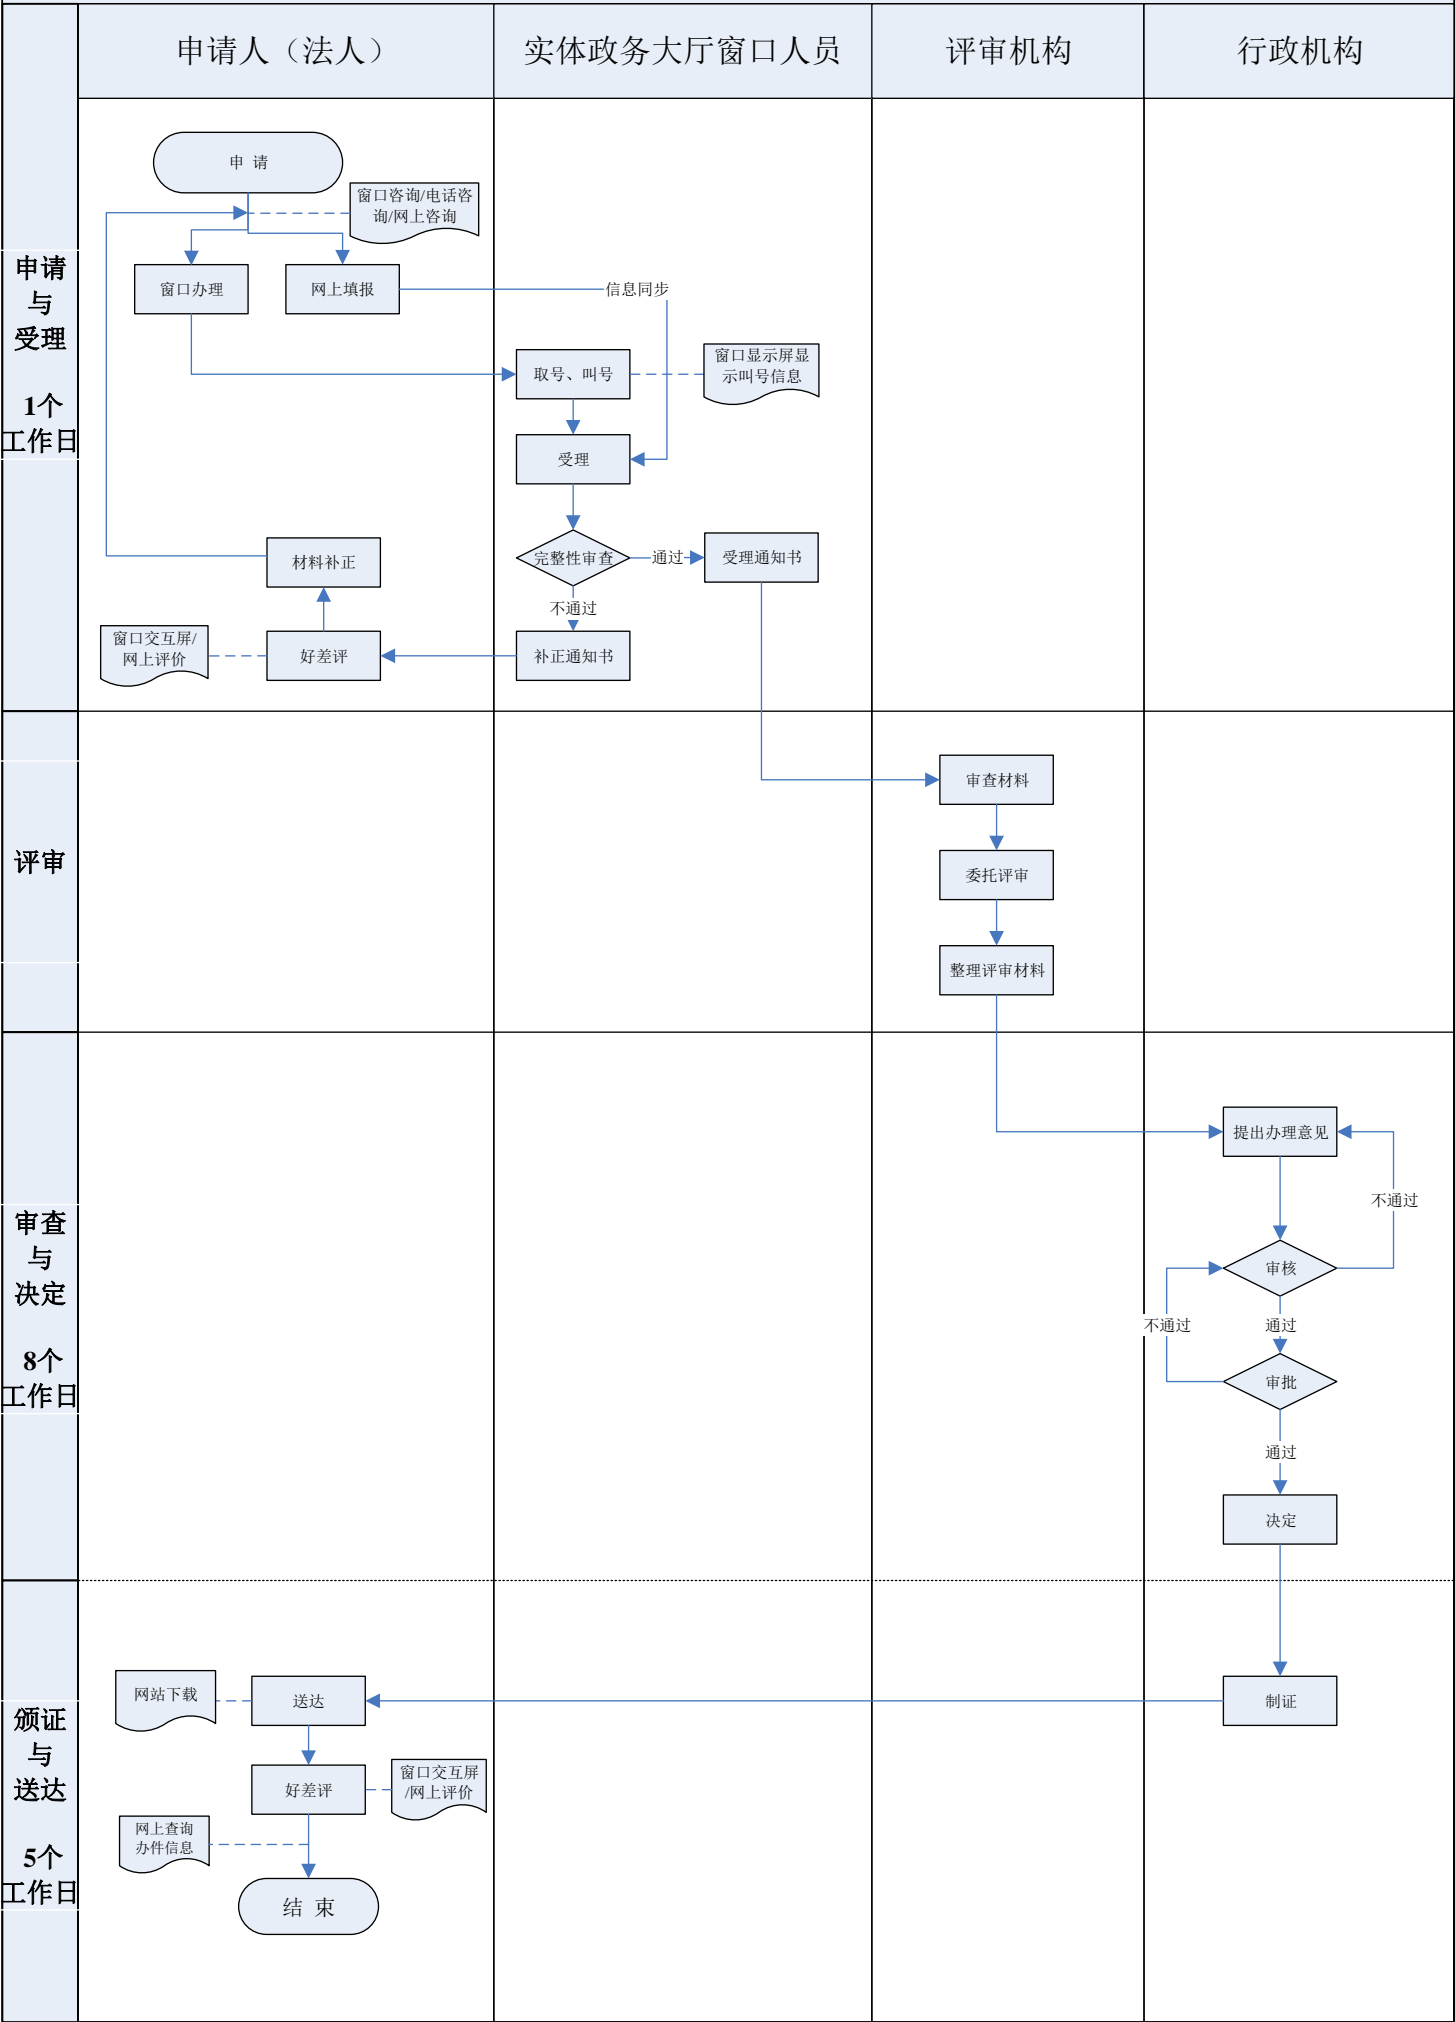 申请人（法人）
实体政务大厅窗口人员
评审机构
行政机构
申请
与
受理
1个
工作日
申 请
窗口咨询/电话咨
询/网上咨询
窗口办理
网上填报
信息同步
取号、叫号
窗口显示屏显
示叫号信息
受理
完整性审查
通过
受理通知书
不通过
补正通知书
材料补正
好差评
窗口交互屏/
网上评价
评审
审查材料
委托评审
整理评审材料
审查
与
决定
8个
工作日
提出办理意见
不通过
审核
不通过
通过
审批
通过
决定
颁证
与
送达
5个
工作日
网站下载
送达
制证
好差评
窗口交互屏
/网上评价
网上查询
办件信息
结 束